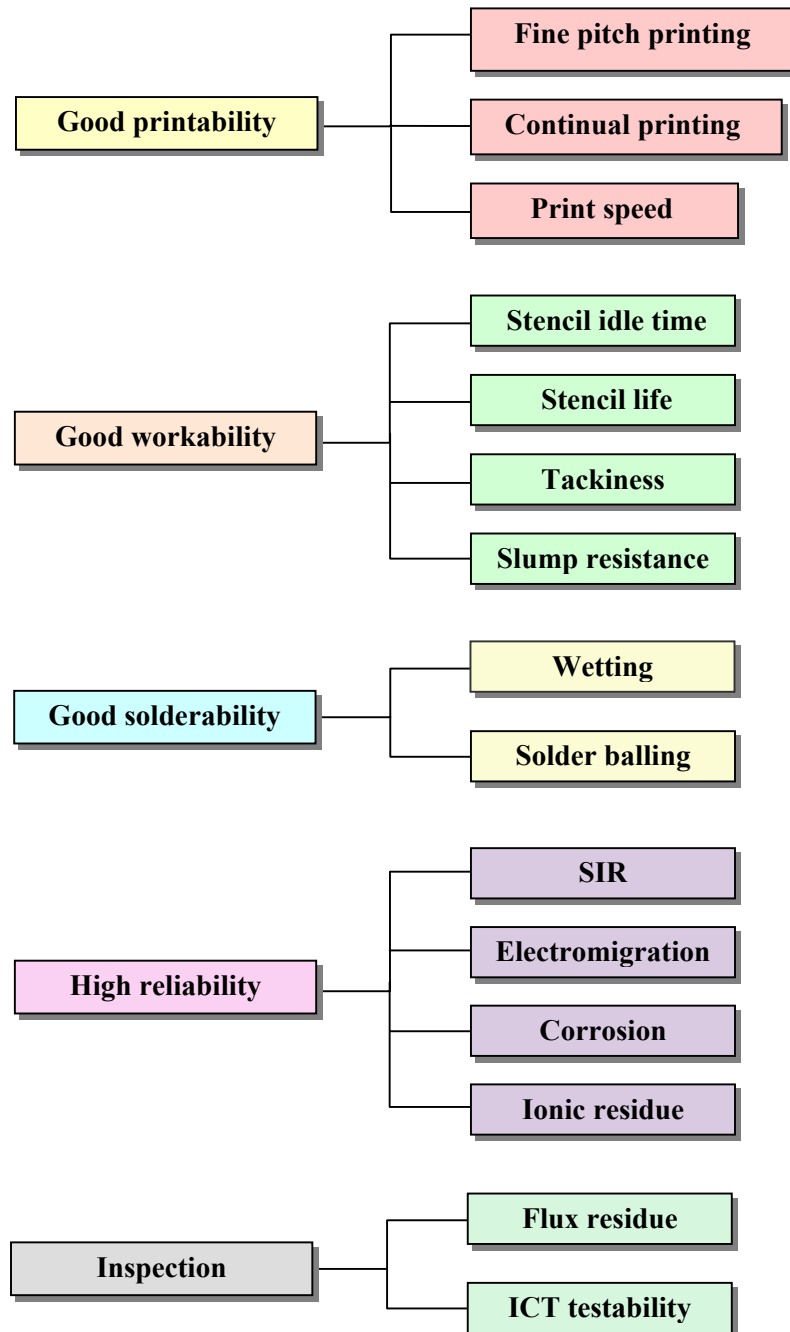 Good printability
Fine pitch printing
Continual printing
Print speed
Good workability
Stencil idle time
Stencil life
Tackiness
Slump resistance
Good solderability
Wetting
Solder balling
High reliability
SIR
Electromigration
Corrosion
Ionic residue
Inspection
Flux residue
ICT testability